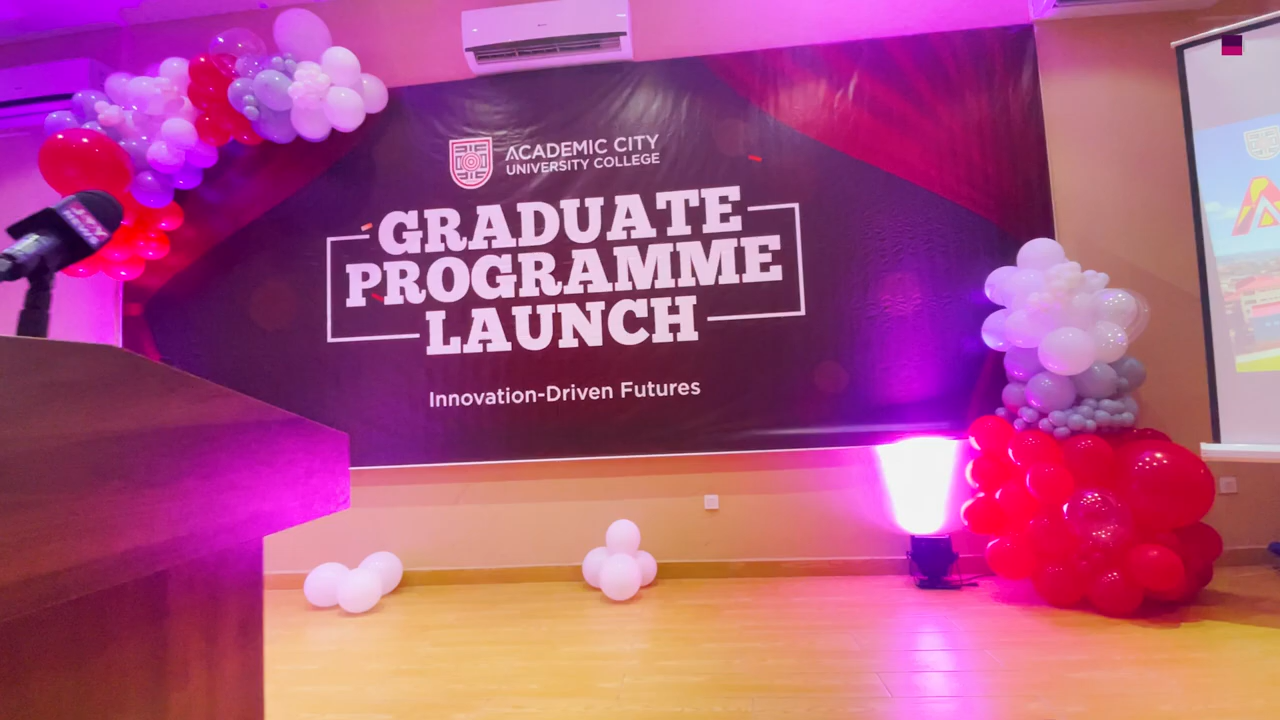 ACADEMIC CITY
UNIVERSITY COLLEGE
GRADUATE
PROGRAMME
LAUNCH
Innovation-Driven Futures